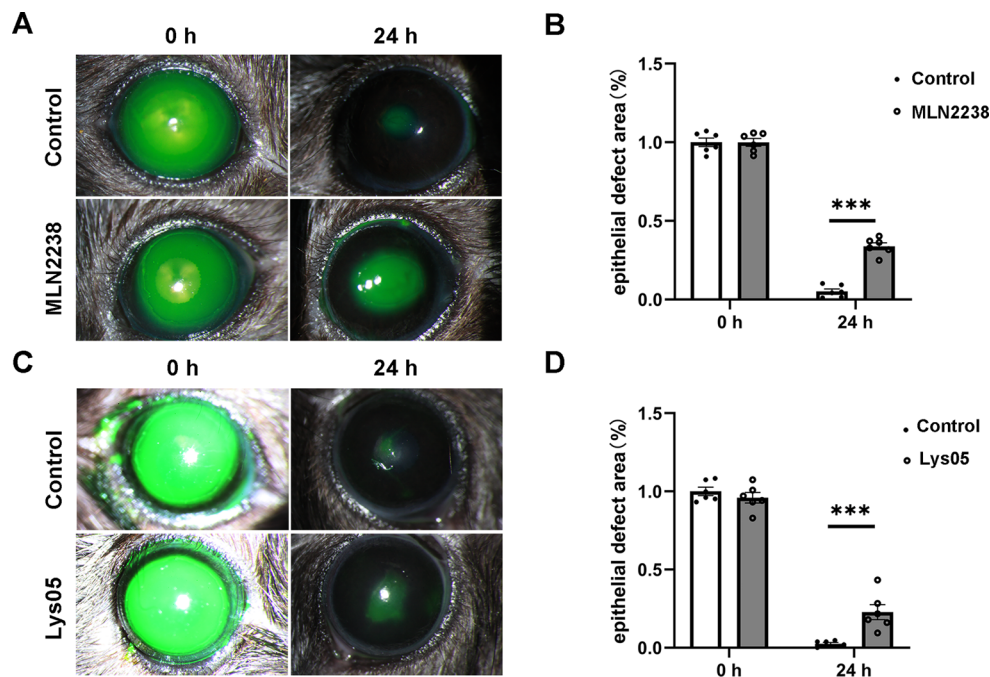 A
0 h
24 h
Control
MLN2238
B
epithelial defect area (%)
1.5
1.0
0.5
0.0
0 h
24 h
***
Control
MLN2238
C
0 h
24 h
Control
Lys05
D
epithelial defect area (%)
1.5
1.0
0.5
0.0
0 h
24 h
***
Control
Lys05